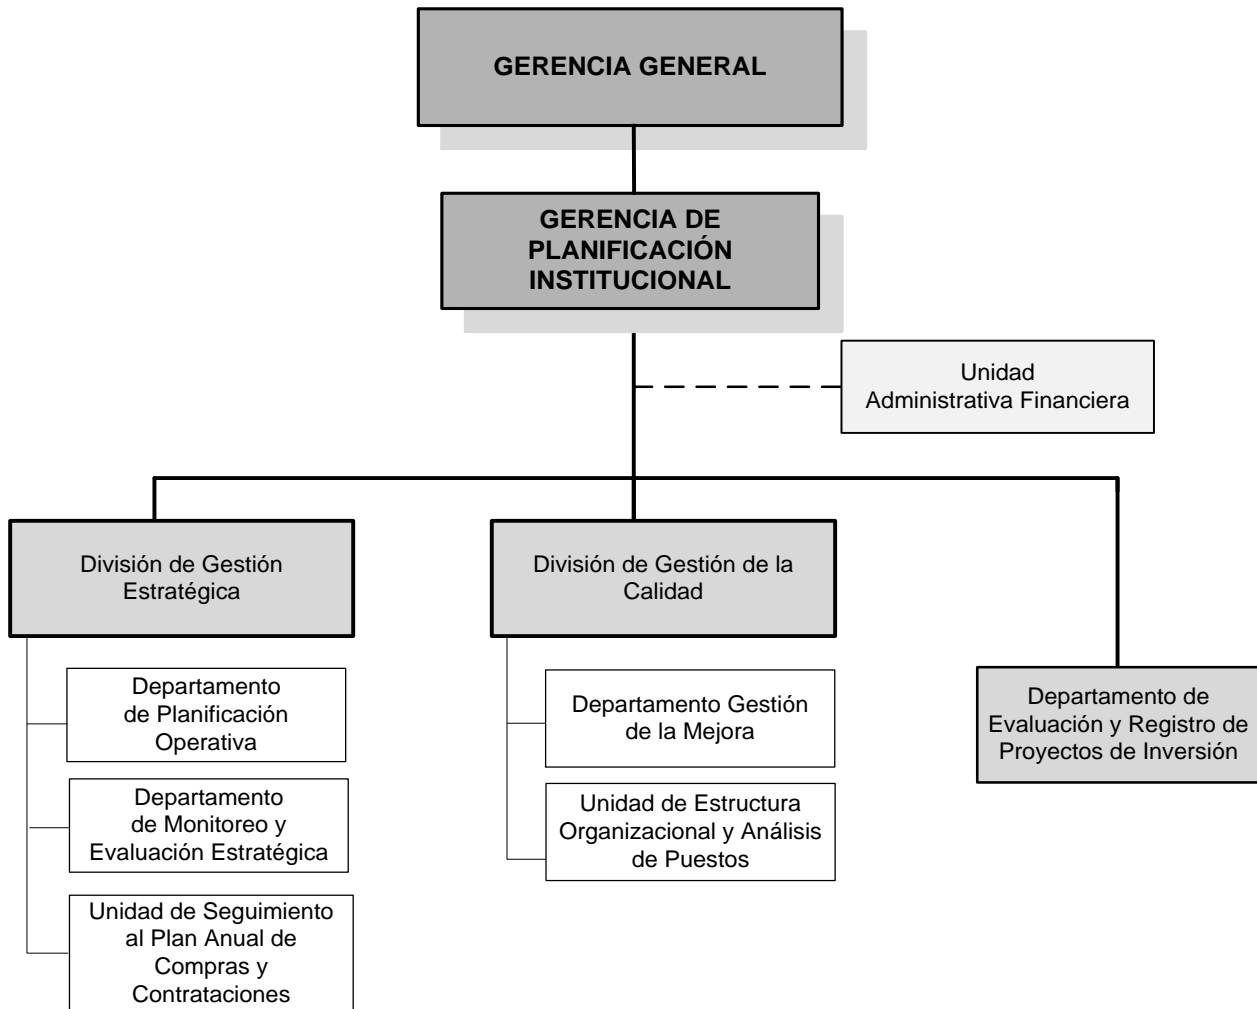 GERENCIA GENERAL
GERENCIA DE
PLANIFICACIÓN
INSTITUCIONAL
Unidad
Administrativa Financiera
División de Gestión
Estratégica
División de Gestión de la
Calidad
Departamento
de Planificación
Operativa
Departamento Gestión
de la Mejora
Departamento de
Evaluación y Registro de
Proyectos de Inversión
Departamento
de Monitoreo y
Evaluación Estratégica
Unidad de Estructura
Organizacional y Análisis
de Puestos
Unidad de Seguimiento
al Plan Anual de
Compras y
Contrataciones